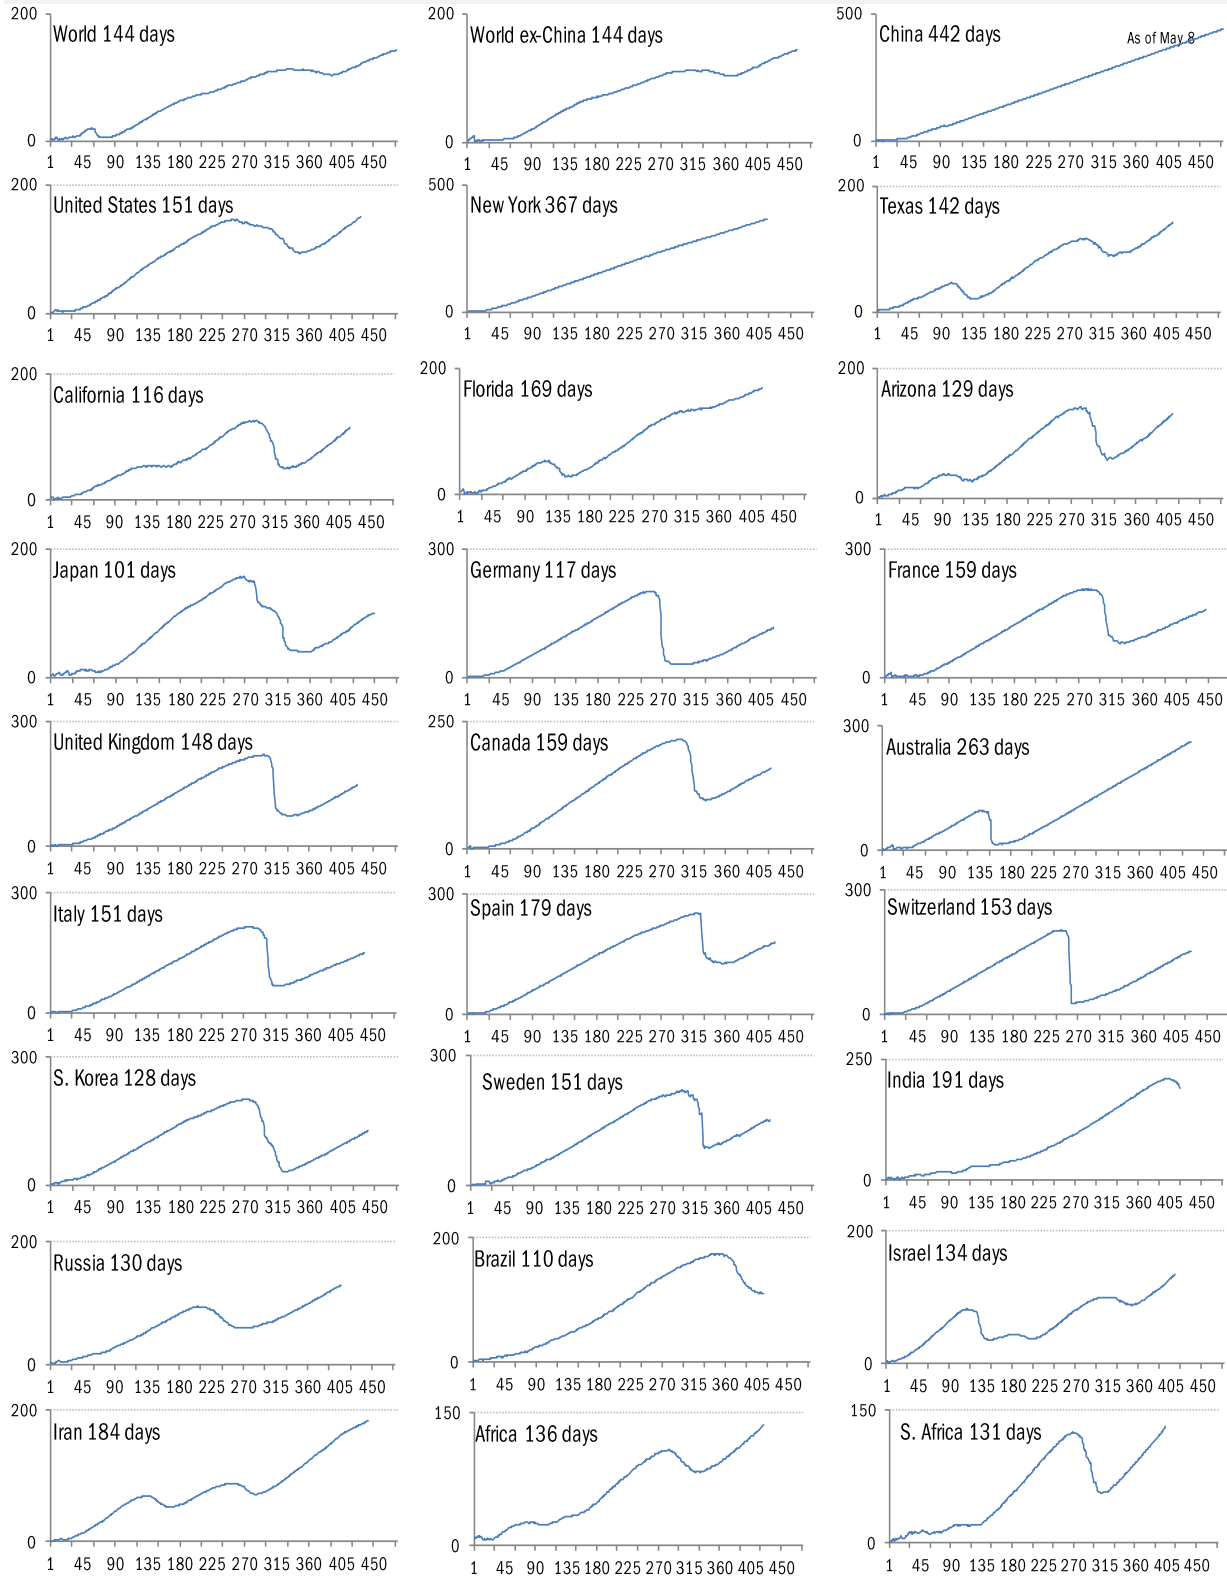 200 200 500
World 144 days World ex-China 144 days China 442 days As of May 8
0 0 0
1 45 90 135 180 225 270 315 360 405 450 1 45 90 135 180 225 270 315 360 405 450 1 45 90 135 180 225 270 315 360 405 450
200 500 200
United States 151 days New York 367 days Texas 142 days
0 0 0
1 45 90 135 180 225 270 315 360 405 450 1 45 90 135 180 225 270 315 360 405 450 1 45 90 135 180 225 270 315 360 405 450
200 200 200
California 116 days Florida 169 days Arizona 129 days
0 0 0
1 45 90 135 180 225 270 315 360 405 450 1 45 90 135 180 225 270 315 360 405 450 1 45 90 135 180 225 270 315 360 405 450
200 300 300
Japan 101 days Germany 117 days France 159 days
0 0 0
1 45 90 135 180 225 270 315 360 405 450 1 45 90 135 180 225 270 315 360 405 450 1 45 90 135 180 225 270 315 360 405 450
300 250 300
United Kingdom 148 days Canada 159 days Australia 263 days
0 0 0
1 45 90 135 180 225 270 315 360 405 450 1 45 90 135 180 225 270 315 360 405 450 1 45 90 135 180 225 270 315 360 405 450
300 300 300
Italy 151 days Spain 179 days Switzerland 153 days
0 0 0
1 45 90 135 180 225 270 315 360 405 450 1 45 90 135 180 225 270 315 360 405 450 1 45 90 135 180 225 270 315 360 405 450
300 300 250
S. Korea 128 days Sweden 151 days India 191 days
0 0 0
1 45 90 135 180 225 270 315 360 405 450 1 45 90 135 180 225 270 315 360 405 450 1 45 90 135 180 225 270 315 360 405 450
200 200 200
Russia 130 days Brazil 110 days Israel 134 days
0 0 0
1 45 90 135 180 225 270 315 360 405 450 1 45 90 135 180 225 270 315 360 405 450 1 45 90 135 180 225 270 315 360 405 450
200 150 150
Iran 184 days Africa 136 days S. Africa 131 days
0 0 0
1 45 90 135 180 225 270 315 360 405 450 1 45 90 135 180 225 270 315 360 405 450 1 45 90 135 180 225 270 315 360 405 450